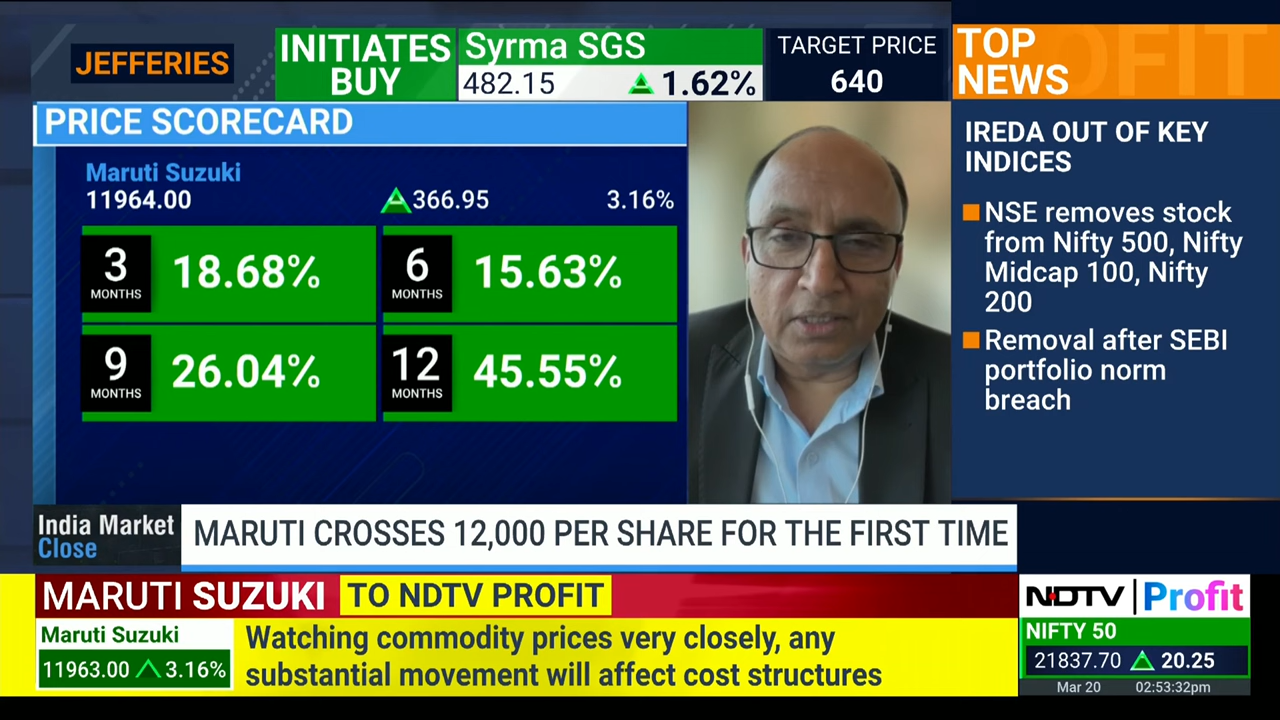 JEFFERIES
INITIATES
BUY
Syrma SGS
482.15 1.62%
TARGET PRICE
640
TOP
NEWS
PRICE SCORECARD
Maruti Suzuki
11964.00 366.95 3.16%
3
MONTHS
18.68%
6
MONTHS
15.63%
9
MONTHS
26.04%
12
MONTHS
45.55%
IREDA OUT OF KEY
INDICES
NSE removes stock
from Nifty 500, Nifty
Midcap 100, Nifty
200
Removal after SEBI
portfolio norm
breach
India Market
Close
MARUTI CROSSES 12,000 PER SHARE FOR THE FIRST TIME
MARUTI SUZUKI TO NDTV PROFIT
Maruti Suzuki
11963.00 3.16%
Watching commodity prices very closely, any
substantial movement will affect cost structures
NDTV Profit
NIFTY 50
21837.70 20.25
Mar 20 02:53:32pm